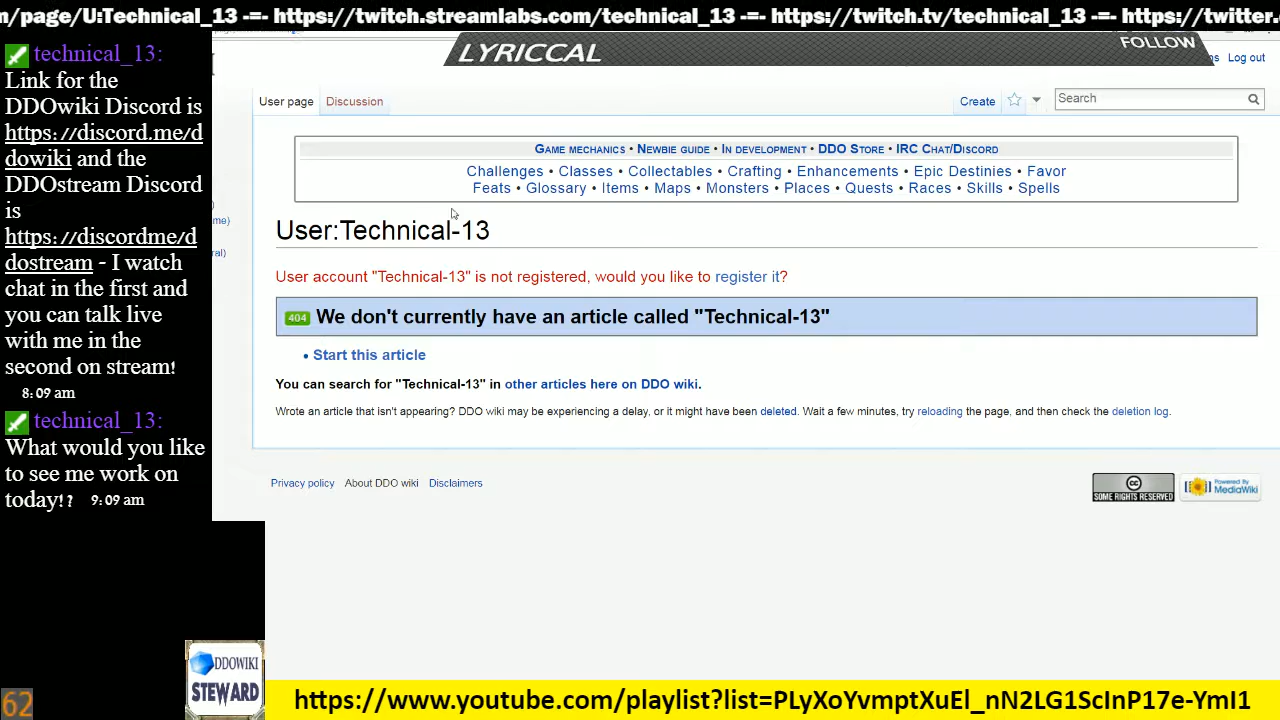 m/page/U:Technical_13 -=- https://twitch.streamlabs.com/technical_13 -=- https://twitch.tv/technical_13 -=- https://twitter.
technical_13:
Link for the
DDOwiki Discord is
https://discord.me/d
dowiki and the
DDOstream Discord
is
https://discordme/d
dostream - I watch
chat in the first and
you can talk live
with me in the
second on stream!
8:09 am
technical_13:
What would you like
to see me work on
today!? 9:09 am
LYRICCAL
FOLLOW
ns Log out
User page Discussion Create Search
GAME MECHANICS • NEWBIE GUIDE • IN DEVELOPMENT • DDO STORE • IRC CHAT/DISCORD
Challenges • Classes • Collectables • Crafting • Enhancements • Epic Destinies • Favor
Feats • Glossary • Items • Maps • Monsters • Places • Quests • Races • Skills • Spells
me)
ral)
User:Technical-13
User account "Technical-13" is not registered, would you like to register it?
404 We don't currently have an article called "Technical-13"
• Start this article
You can search for "Technical-13" in other articles here on DDO wiki.
Wrote an article that isn't appearing? DDO wiki may be experiencing a delay, or it might have been deleted. Wait a few minutes, try reloading the page, and then check the deletion log.
Privacy policy About DDO wiki Disclaimers
CC
SOME RIGHTS RESERVED
Powered By
MediaWiki
DDOWIKI
STEWARD
62
https://www.youtube.com/playlist?list=PLyXoYvmptXuEl_nN2LG1ScInP17e-YmI1